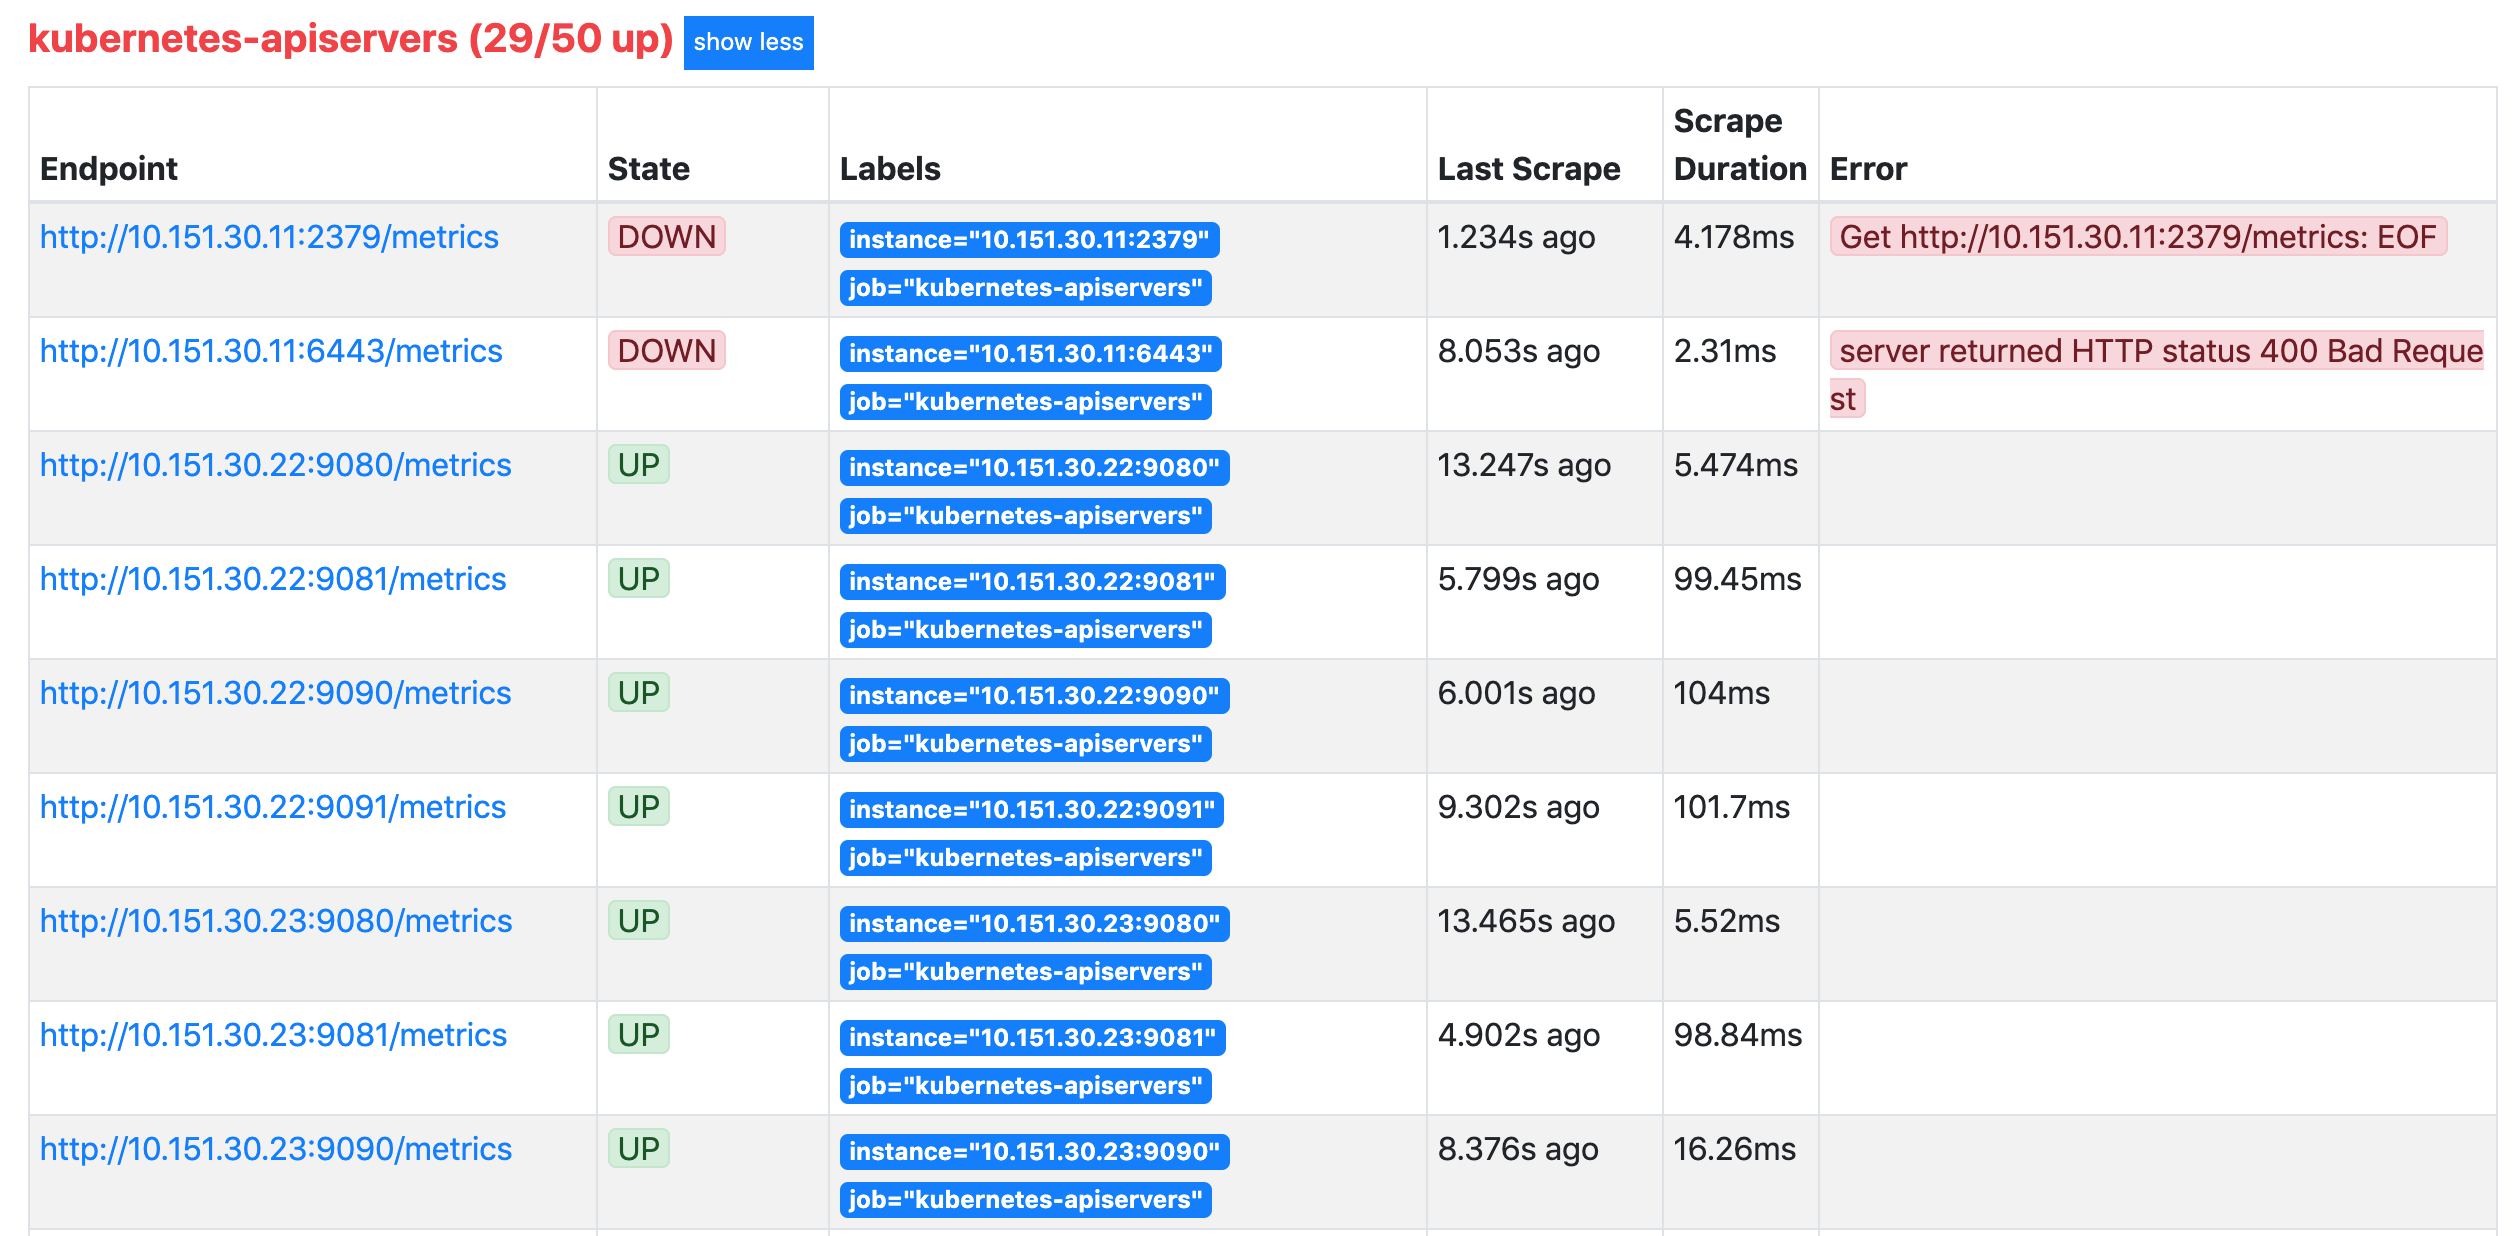 kubernetes-apiservers (29/50 up) show less
Endpoint State Labels Last Scrape Scrape Duration Error
http://10.151.30.11:2379/metrics DOWN instance="10.151.30.11:2379" 1.234s ago 4.178ms Get http://10.151.30.11:2379/metrics: EOF
job="kubernetes-apiservers"
http://10.151.30.11:6443/metrics DOWN instance="10.151.30.11:6443" 8.053s ago 2.31ms server returned HTTP status 400 Bad Reque
job="kubernetes-apiservers" st
http://10.151.30.22:9080/metrics UP instance="10.151.30.22:9080" 13.247s ago 5.474ms
job="kubernetes-apiservers"
http://10.151.30.22:9081/metrics UP instance="10.151.30.22:9081" 5.799s ago 99.45ms
job="kubernetes-apiservers"
http://10.151.30.22:9090/metrics UP instance="10.151.30.22:9090" 6.001s ago 104ms
job="kubernetes-apiservers"
http://10.151.30.22:9091/metrics UP instance="10.151.30.22:9091" 9.302s ago 101.7ms
job="kubernetes-apiservers"
http://10.151.30.23:9080/metrics UP instance="10.151.30.23:9080" 13.465s ago 5.52ms
job="kubernetes-apiservers"
http://10.151.30.23:9081/metrics UP instance="10.151.30.23:9081" 4.902s ago 98.84ms
job="kubernetes-apiservers"
http://10.151.30.23:9090/metrics UP instance="10.151.30.23:9090" 8.376s ago 16.26ms
job="kubernetes-apiservers"